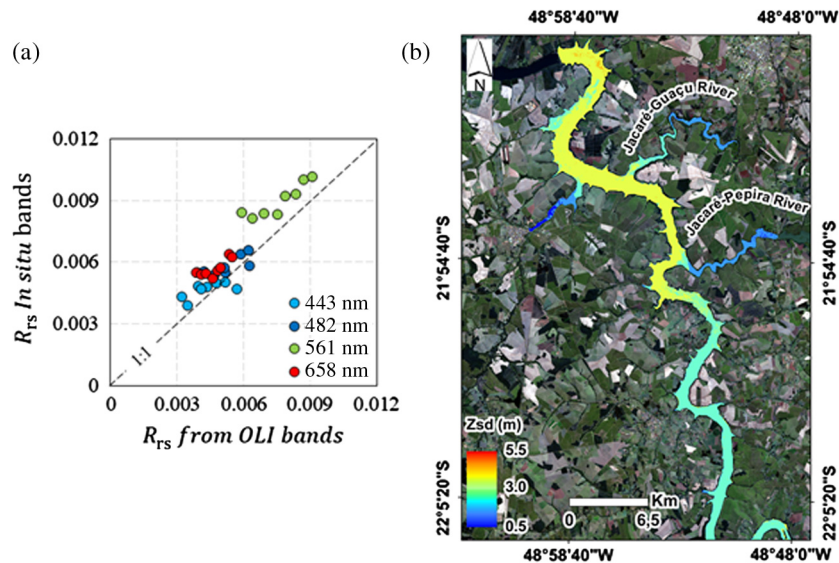 (a)
0.012
0.009
0.006
0.003
0
Rrs In situ bands
1:1
443 nm
482 nm
561 nm
658 nm
0 0.003 0.006 0.009 0.012
Rrs from OLI bands
(b)
48°58'40"W 48°48'0"W
N
Jacaré-Guaçu River
Jacaré-Pepira River
21°54'40"S 21°54'40"S
22°5'20"S 22°5'20"S
Zsd (m)
5.5
3.0
0.5
Km
0 6,5
48°58'40"W 48°48'0"W